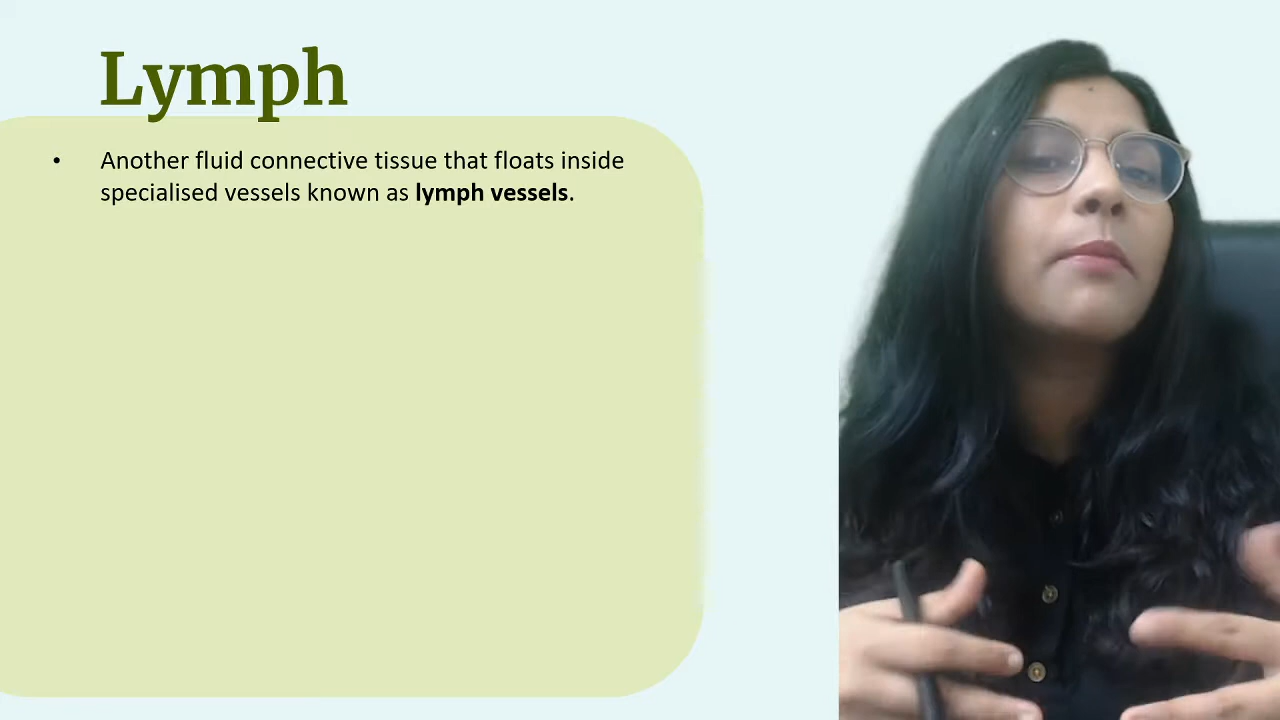 Lymph
• Another fluid connective tissue that floats inside
specialised vessels known as lymph vessels.